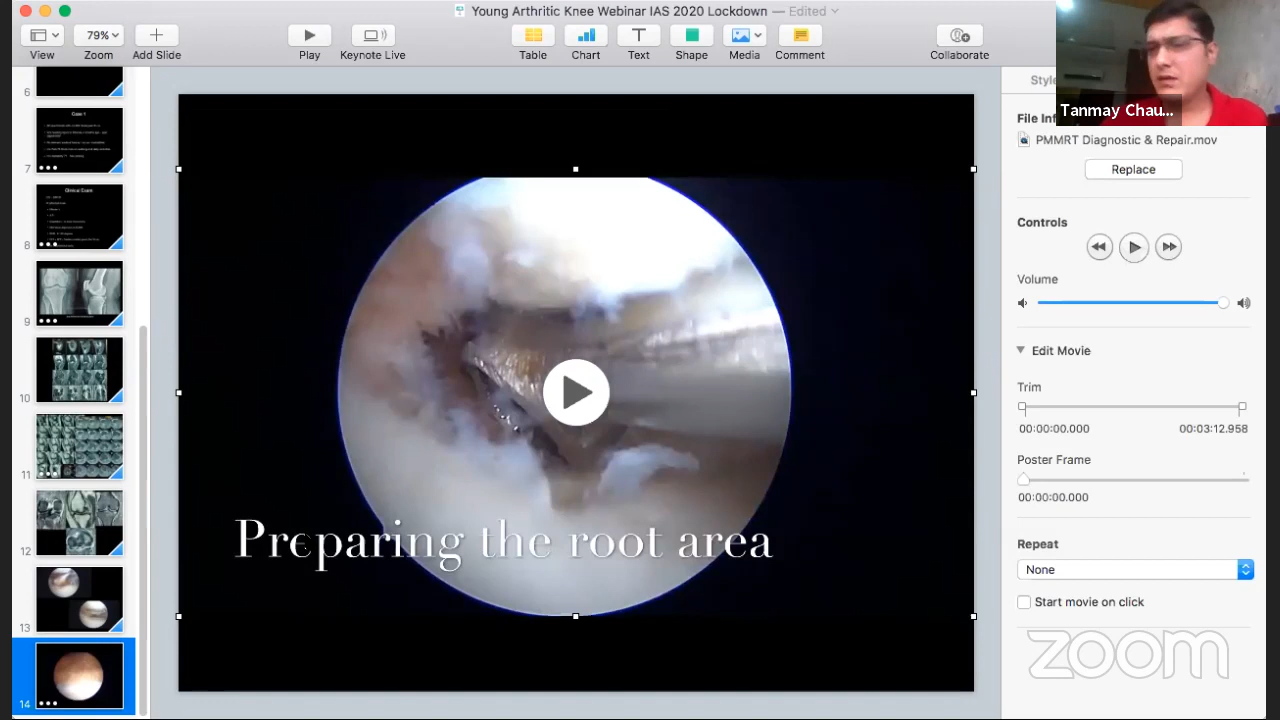 Young Arthritic Knee Webinar IAS 2020 Lockdown — Edited
79%
View
Zoom
Add Slide
Play
Keynote Live
Table
Chart
Text
Shape
Media
Comment
Collaborate
Tanmay Chau...
6
7
Case 1
8
Clinical Exam
9
10
11
12
13
14
Preparing the root area
File Inf
PMMRT Diagnostic & Repair.mov
Replace
Controls
Volume
Edit Movie
Trim
00:00:00.000
00:03:12.958
Poster Frame
00:00:00.000
Repeat
None
Start movie on click
zoom